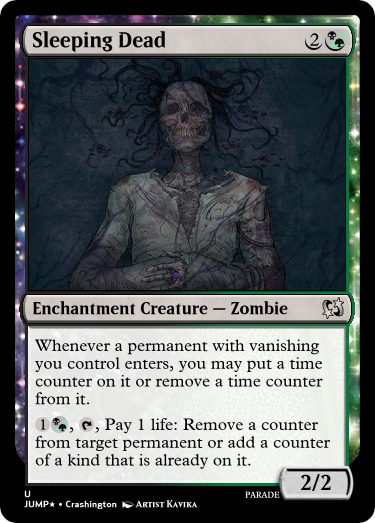 Sleeping Dead 2
Enchantment Creature — Zombie
Whenever a permanent with vanishing
you control enters, you may put a time
counter on it or remove a time counter
from it.
1, , Pay 1 life: Remove a counter
from target permanent or add a counter
of a kind that is already on it.
2/2
U PARADE
JUMP★ • Crashington ARTIST KAVIKA